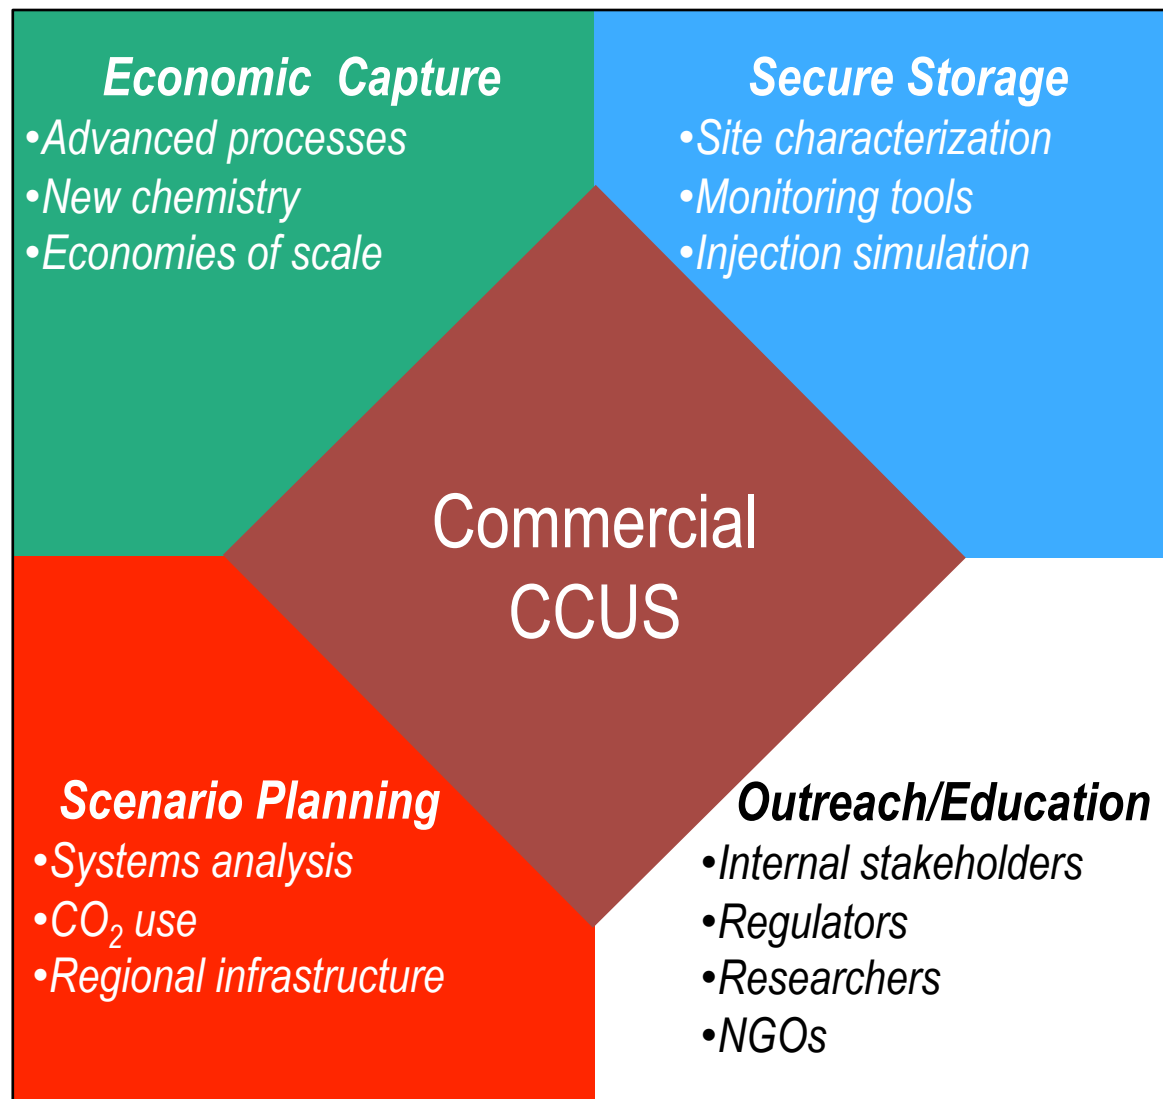 Economic Capture
•Advanced processes
•New chemistry
•Economies of scale
Secure Storage
•Site characterization
•Monitoring tools
•Injection simulation
Commercial
CCUS
Scenario Planning
•Systems analysis
•CO₂ use
•Regional infrastructure
Outreach/Education
•Internal stakeholders
•Regulators
•Researchers
•NGOs